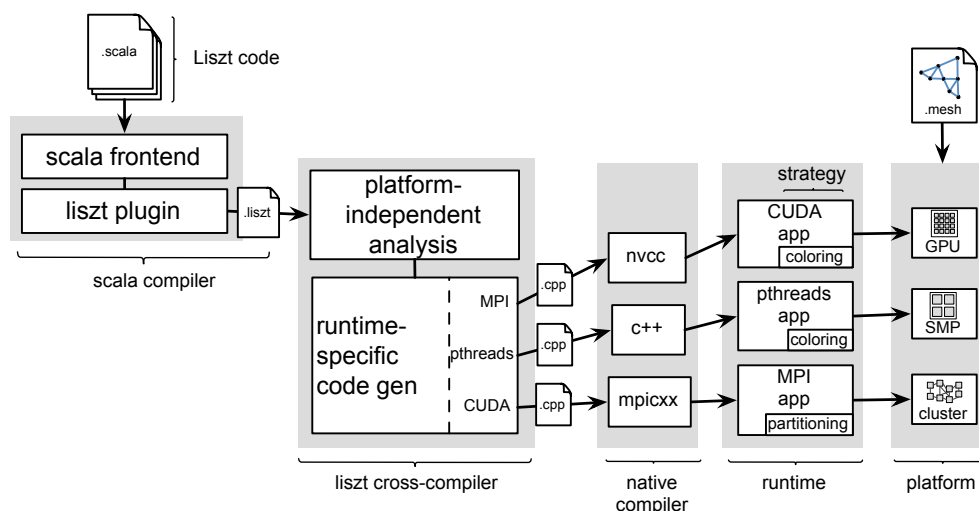 .scala
Liszt code
scala frontend
liszt plugin
.liszt
scala compiler
platform-
independent
analysis
runtime-
specific
code gen
MPI
pthreads
CUDA
.cpp
.cpp
.cpp
liszt cross-compiler
nvcc
c++
mpicxx
native
compiler
strategy
CUDA
app
coloring
pthreads
app
coloring
MPI
app
partitioning
runtime
.mesh
GPU
SMP
cluster
platform